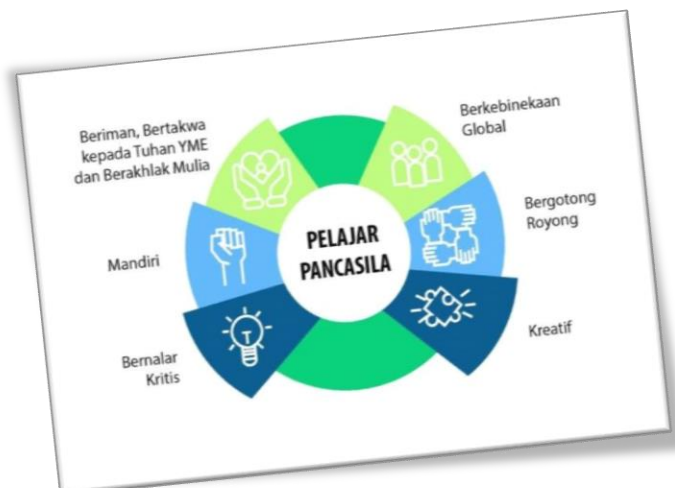 PELAJAR
PANCASILA
Beriman, Bertakwa
kepada Tuhan YME
dan Berakhlak Mulia
Mandiri
Bernalar
Kritis
Berkebinekaan
Global
Bergotong
Royong
Kreatif